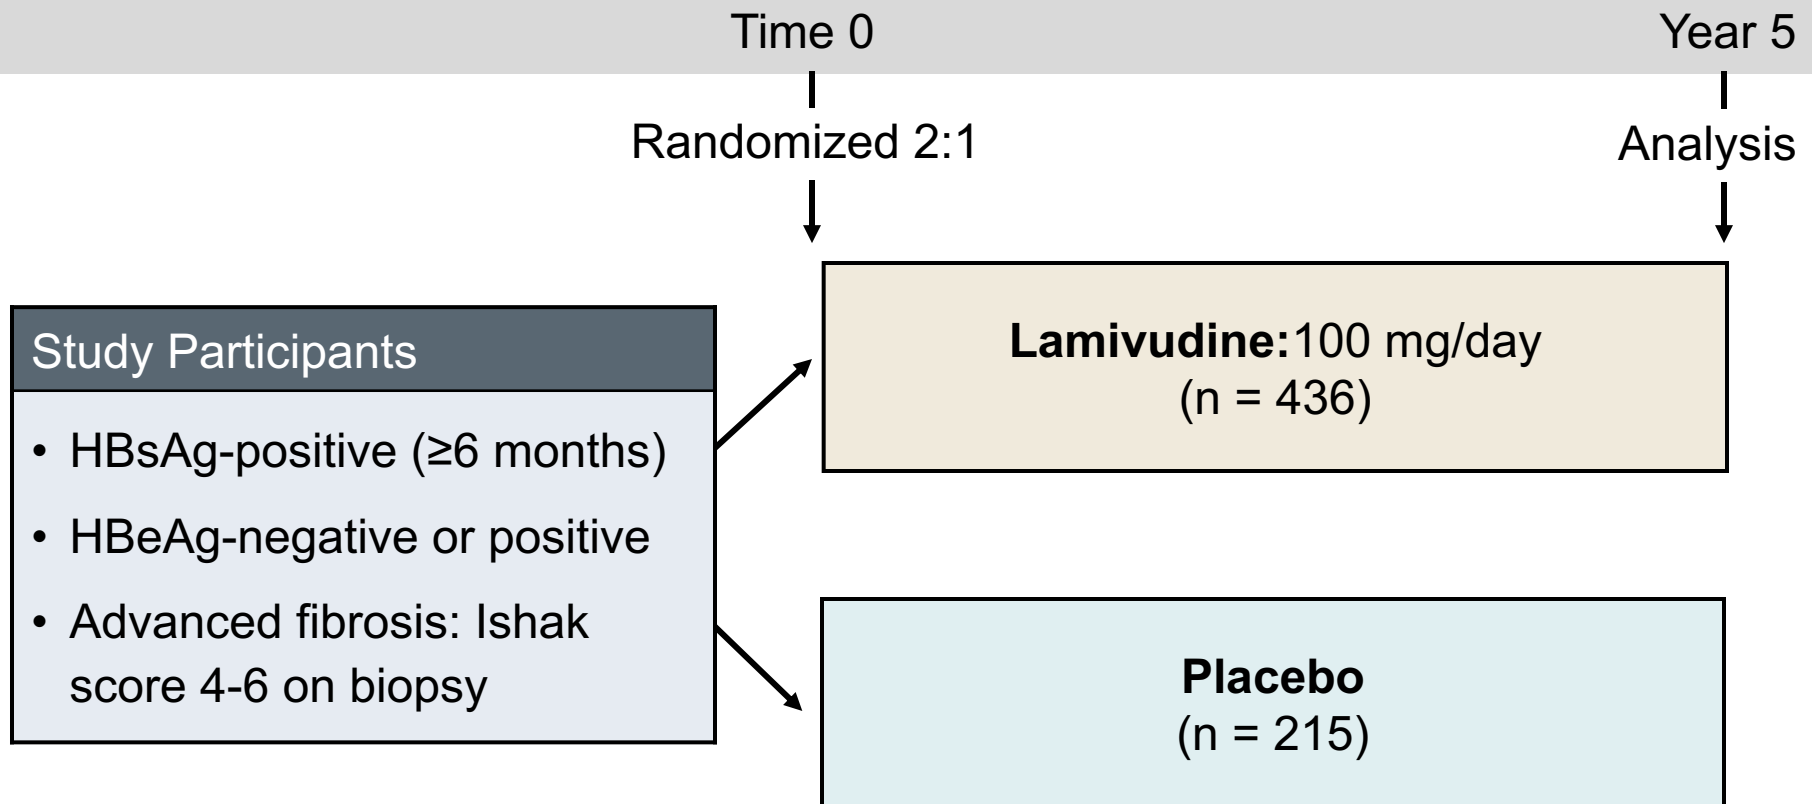 Time 0
Year 5
Randomized 2:1
Analysis
Study Participants
• HBsAg-positive (≥6 months)
• HBeAg-negative or positive
• Advanced fibrosis: Ishak
score 4-6 on biopsy
Lamivudine:100 mg/day
(n = 436)
Placebo
(n = 215)